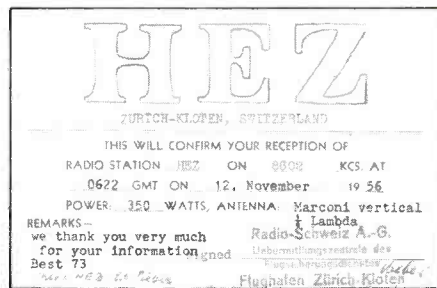 HEZ
ZURICH-KLOTEN, SWITZERLAND
THIS WILL CONFIRM YOUR RECEPTION OF
RADIO STATION HEZ ON KCS. AT
0622 GMT ON 12. November 1956
POWER: 350 WATTS, ANTENNA: Marconi vertical
Lambda
REMARKS—
we thank you very much
for your information
Best 73
Signed
Radio-Schweiz A.-G.
Uebermittlungszentrale des
Flugsicherungsdienstes
Flughafen Zürich-Kloten